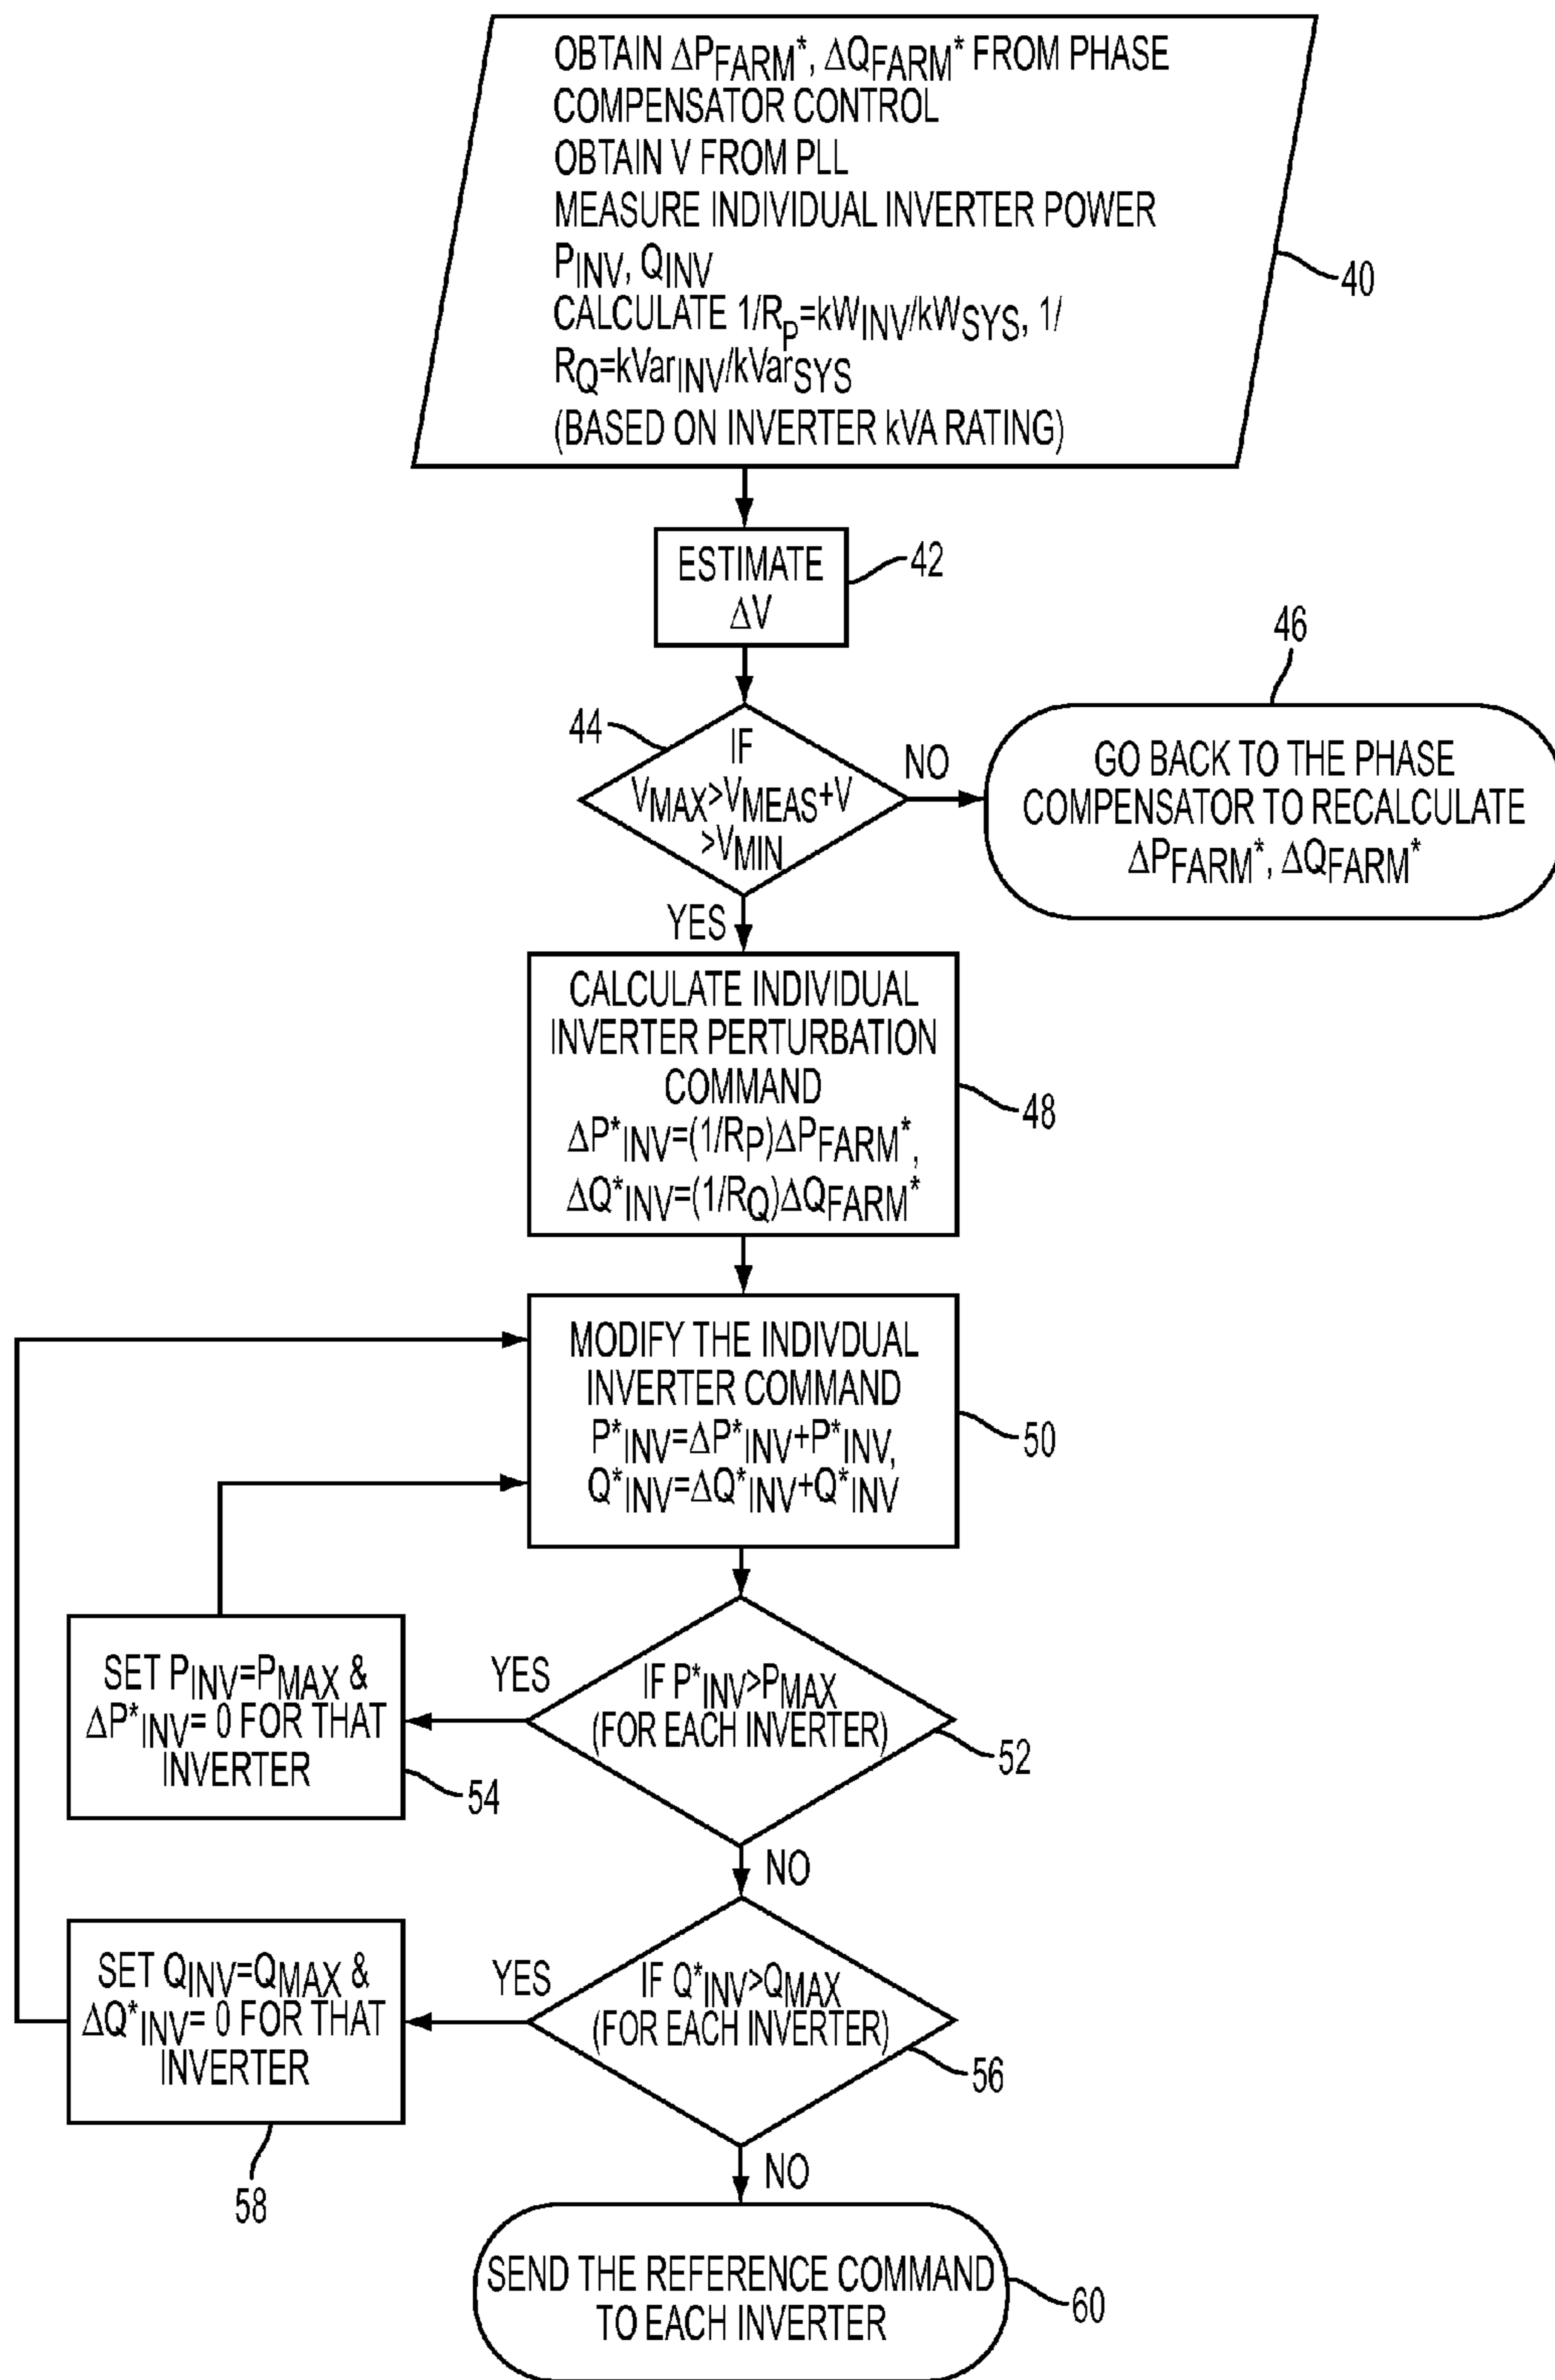 OBTAIN ΔPFARM*, ΔQFARM* FROM PHASE
COMPENSATOR CONTROL
OBTAIN V FROM PLL
MEASURE INDIVIDUAL INVERTER POWER
PINV, QINV
CALCULATE 1/RP=kWINV/kWSYS, 1/
RQ=kVarINV/kVarSYS
(BASED ON INVERTER kVA RATING)
40
ESTIMATE
ΔV
42
44
IF
VMAX>VMEAS+V
>VMIN
NO
46
GO BACK TO THE PHASE
COMPENSATOR TO RECALCULATE
ΔPFARM*, ΔQFARM*
YES
CALCULATE INDIVIDUAL
INVERTER PERTURBATION
COMMAND
ΔP*INV=(1/RP)ΔPFARM*,
ΔQ*INV=(1/RQ)ΔQFARM*
48
MODIFY THE INDIVDUAL
INVERTER COMMAND
P*INV=ΔP*INV+P*INV,
Q*INV=ΔQ*INV+Q*INV
50
SET PINV=PMAX &
ΔP*INV= 0 FOR THAT
INVERTER
54
YES
IF P*INV>PMAX
(FOR EACH INVERTER)
52
NO
SET QINV=QMAX &
ΔQ*INV= 0 FOR THAT
INVERTER
58
YES
IF Q*INV>QMAX
(FOR EACH INVERTER)
56
NO
SEND THE REFERENCE COMMAND
TO EACH INVERTER
60